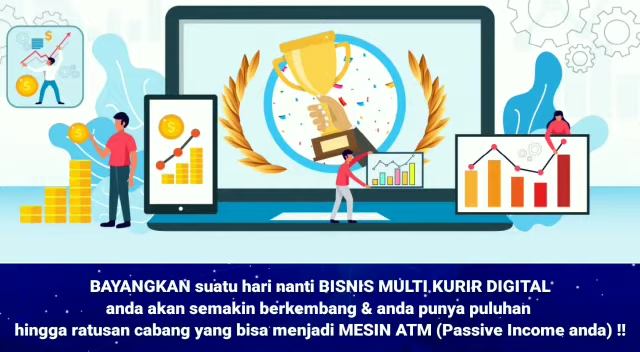 BAYANGKAN suatu hari nanti BISNIS MULTI KURIR DIGITAL
anda akan semakin berkembang & anda punya puluhan
hingga ratusan cabang yang bisa menjadi MESIN ATM (Passive Income anda) !!